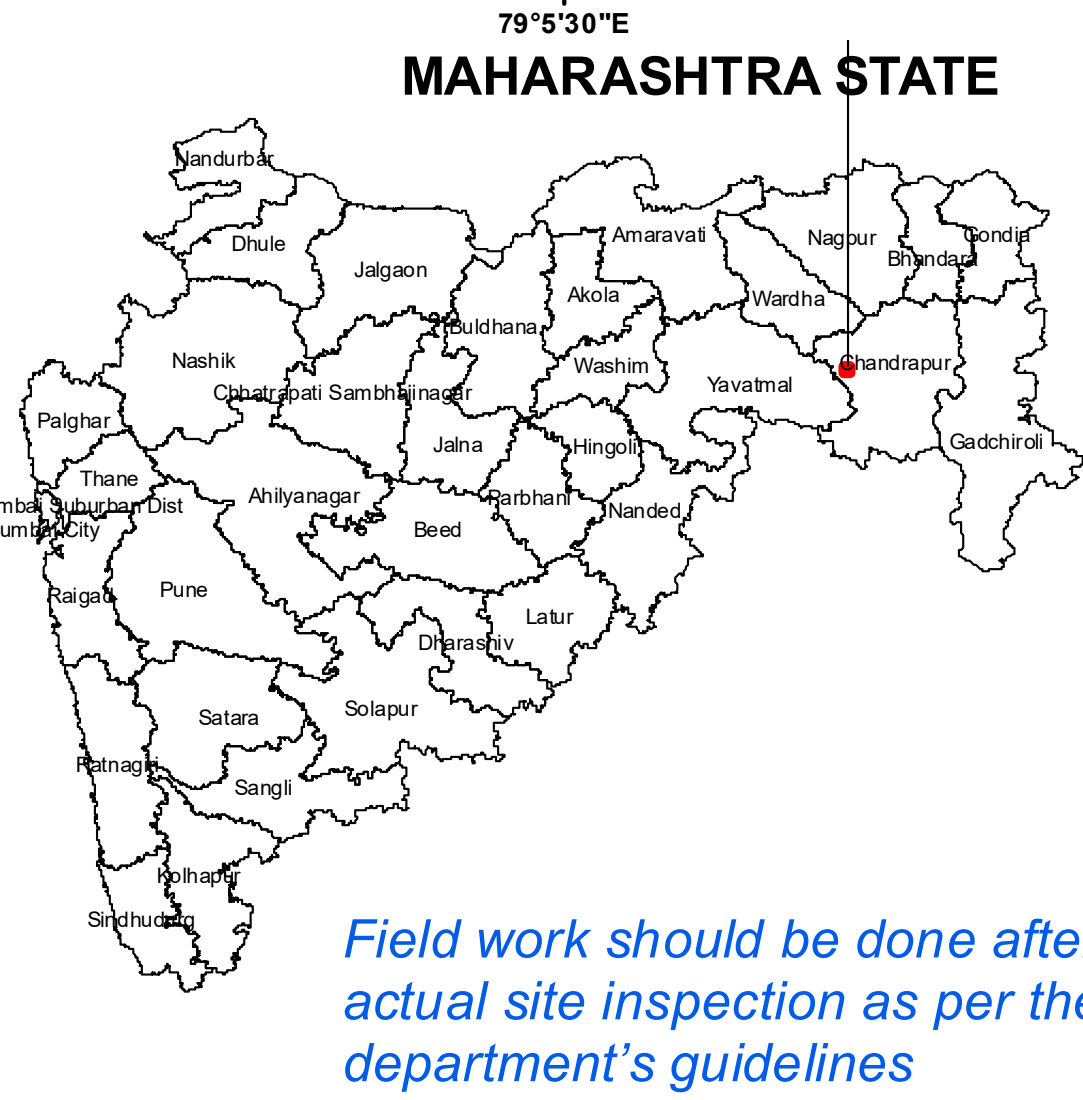 79°5'30"E
MAHARASHTRA STATE
Nandurbar
Dhule
Jalgaon
Amaravati
Nagpur
Gondia
Bhandara
Akola
Wardha
Buldhana
Nashik
Washim
Chandrapur
Yavatmal
Chhatrapati Sambhajinagar
Palghar
Jalna
Hingoli
Gadchiroli
Thane
Ahilyanagar
Parbhani
Nanded
mbai Suburban Dist
umbai City
Beed
Raigad
Pune
Latur
Dharashiv
Satara
Solapur
Ratnagiri
Sangli
Kolhapur
Sindhudurg
Field work should be done after
actual site inspection as per the
department’s guidelines